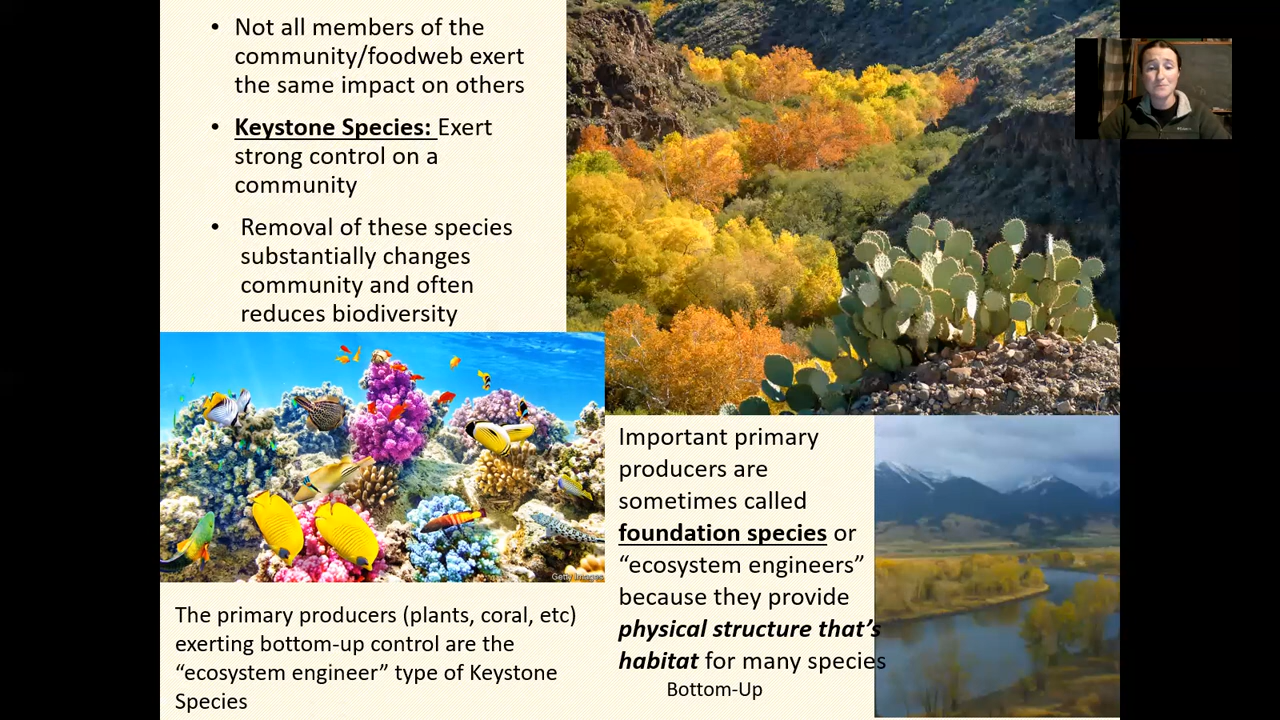 • Not all members of the
community/foodweb exert
the same impact on others
• Keystone Species: Exert
strong control on a
community
• Removal of these species
substantially changes
community and often
reduces biodiversity
Getty Images
The primary producers (plants, coral, etc)
exerting bottom-up control are the
“ecosystem engineer” type of Keystone
Species
Important primary
producers are
sometimes called
foundation species or
“ecosystem engineers”
because they provide
physical structure that’s
habitat for many species
Bottom-Up